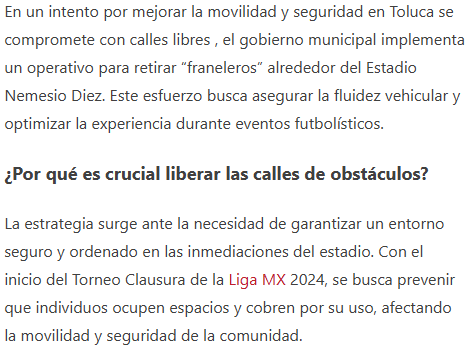 En un intento por mejorar la movilidad y seguridad en Toluca se
compromete con calles libres , el gobierno municipal implementa
un operativo para retirar “franeleros” alrededor del Estadio
Nemesio Diez. Este esfuerzo busca asegurar la fluidez vehicular y
optimizar la experiencia durante eventos futbolísticos.
¿Por qué es crucial liberar las calles de obstáculos?
La estrategia surge ante la necesidad de garantizar un entorno
seguro y ordenado en las inmediaciones del estadio. Con el
inicio del Torneo Clausura de la Liga MX 2024, se busca prevenir
que individuos ocupen espacios y cobren por su uso, afectando
la movilidad y seguridad de la comunidad.